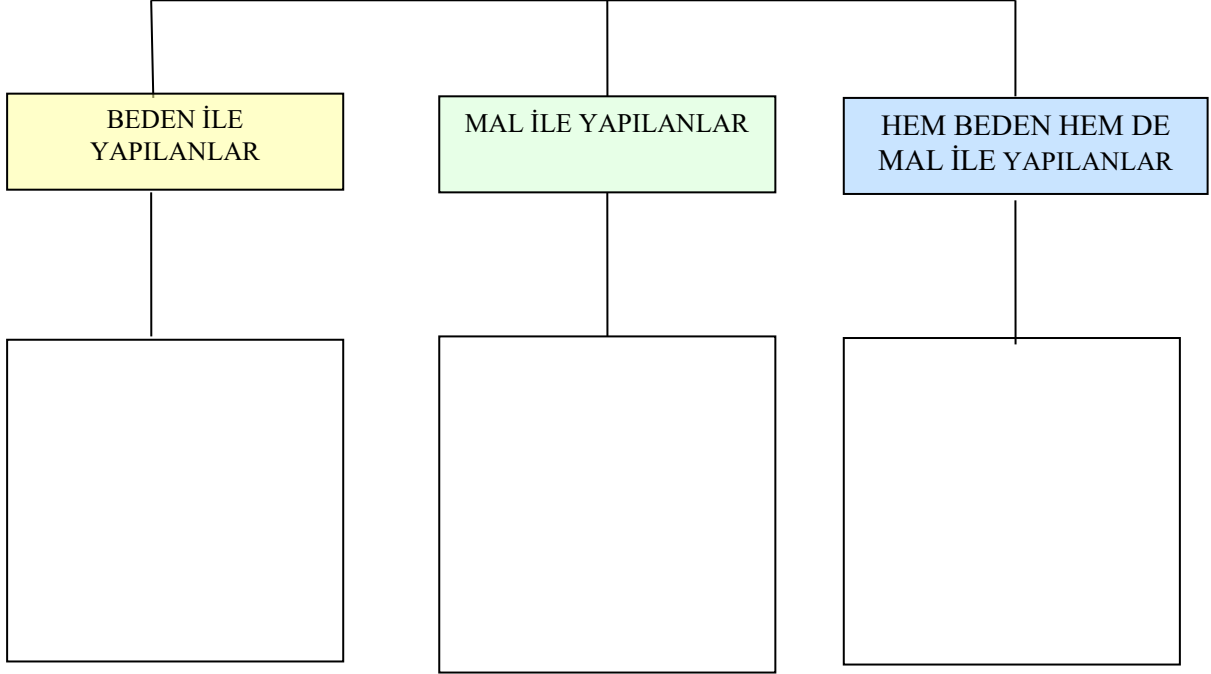 BEDEN İLE
YAPILANLAR
MAL İLE YAPILANLAR
HEM BEDEN HEM DE
MAL İLE YAPILANLAR